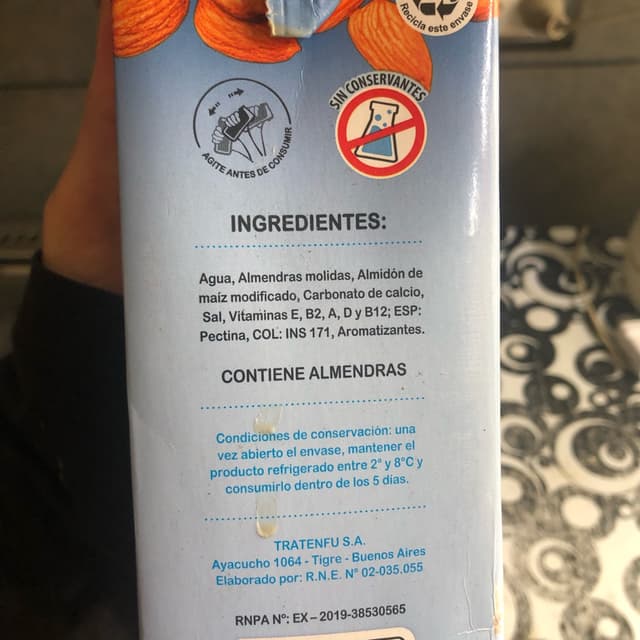 Recicla este envase
SIN CONSERVANTES
AGITE ANTES DE CONSUMIR
INGREDIENTES:
Agua, Almendras molidas, Almidón de
maíz modificado, Carbonato de calcio,
Sal, Vitaminas E, B2, A, D y B12; ESP:
Pectina, COL: INS 171, Aromatizantes.
CONTIENE ALMENDRAS
Condiciones de conservación: una
vez abierto el envase, mantener el
producto refrigerado entre 2° y 8°C y
consumirlo dentro de los 5 días.
TRATENFU S.A.
Ayacucho 1064 - Tigre - Buenos Aires
Elaborado por: R.N.E. N° 02-035.055
RNPA Nº: EX – 2019-38530565